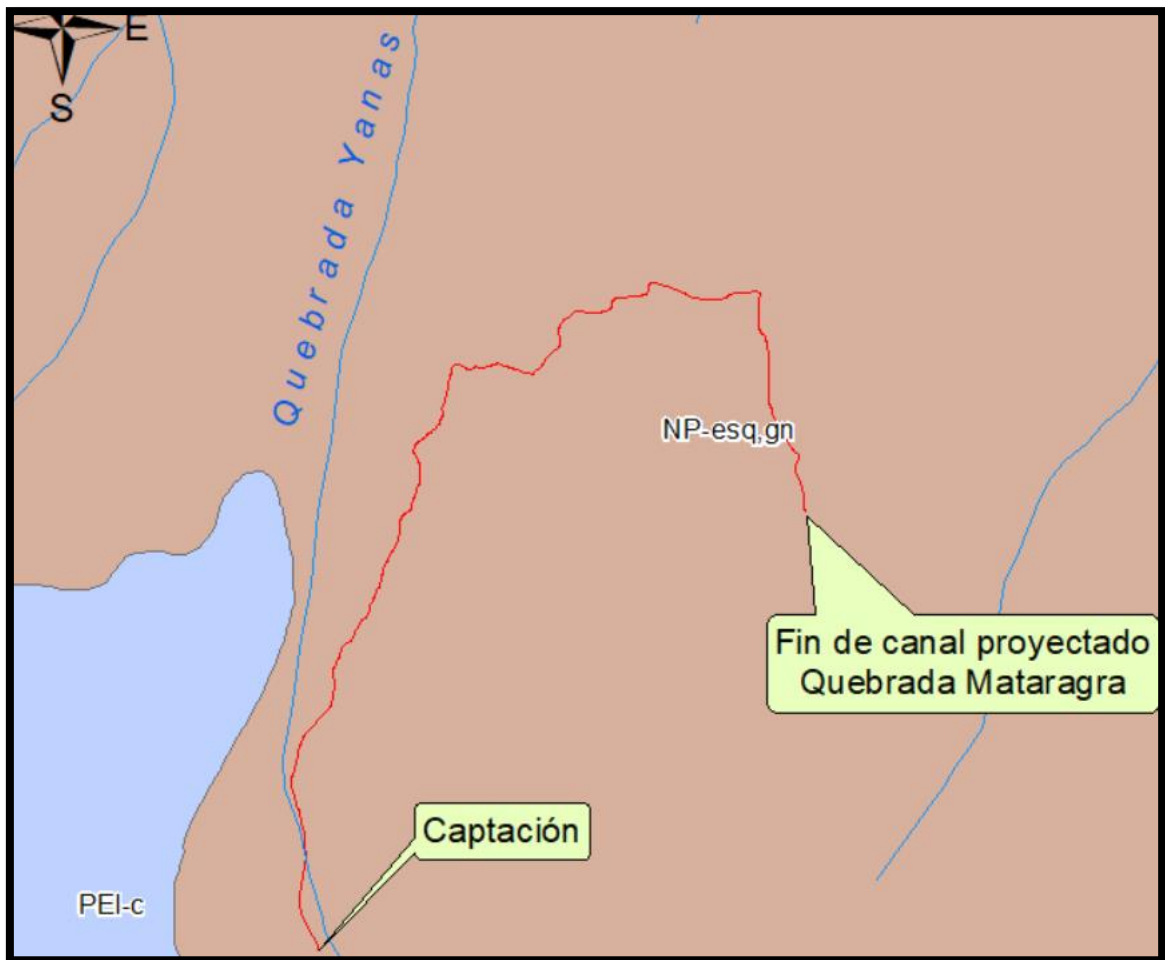 E
S
Quebrada Yanas
NP-esq,gn
Fin de canal proyectado
Quebrada Mataragra
Captación
PEI-c